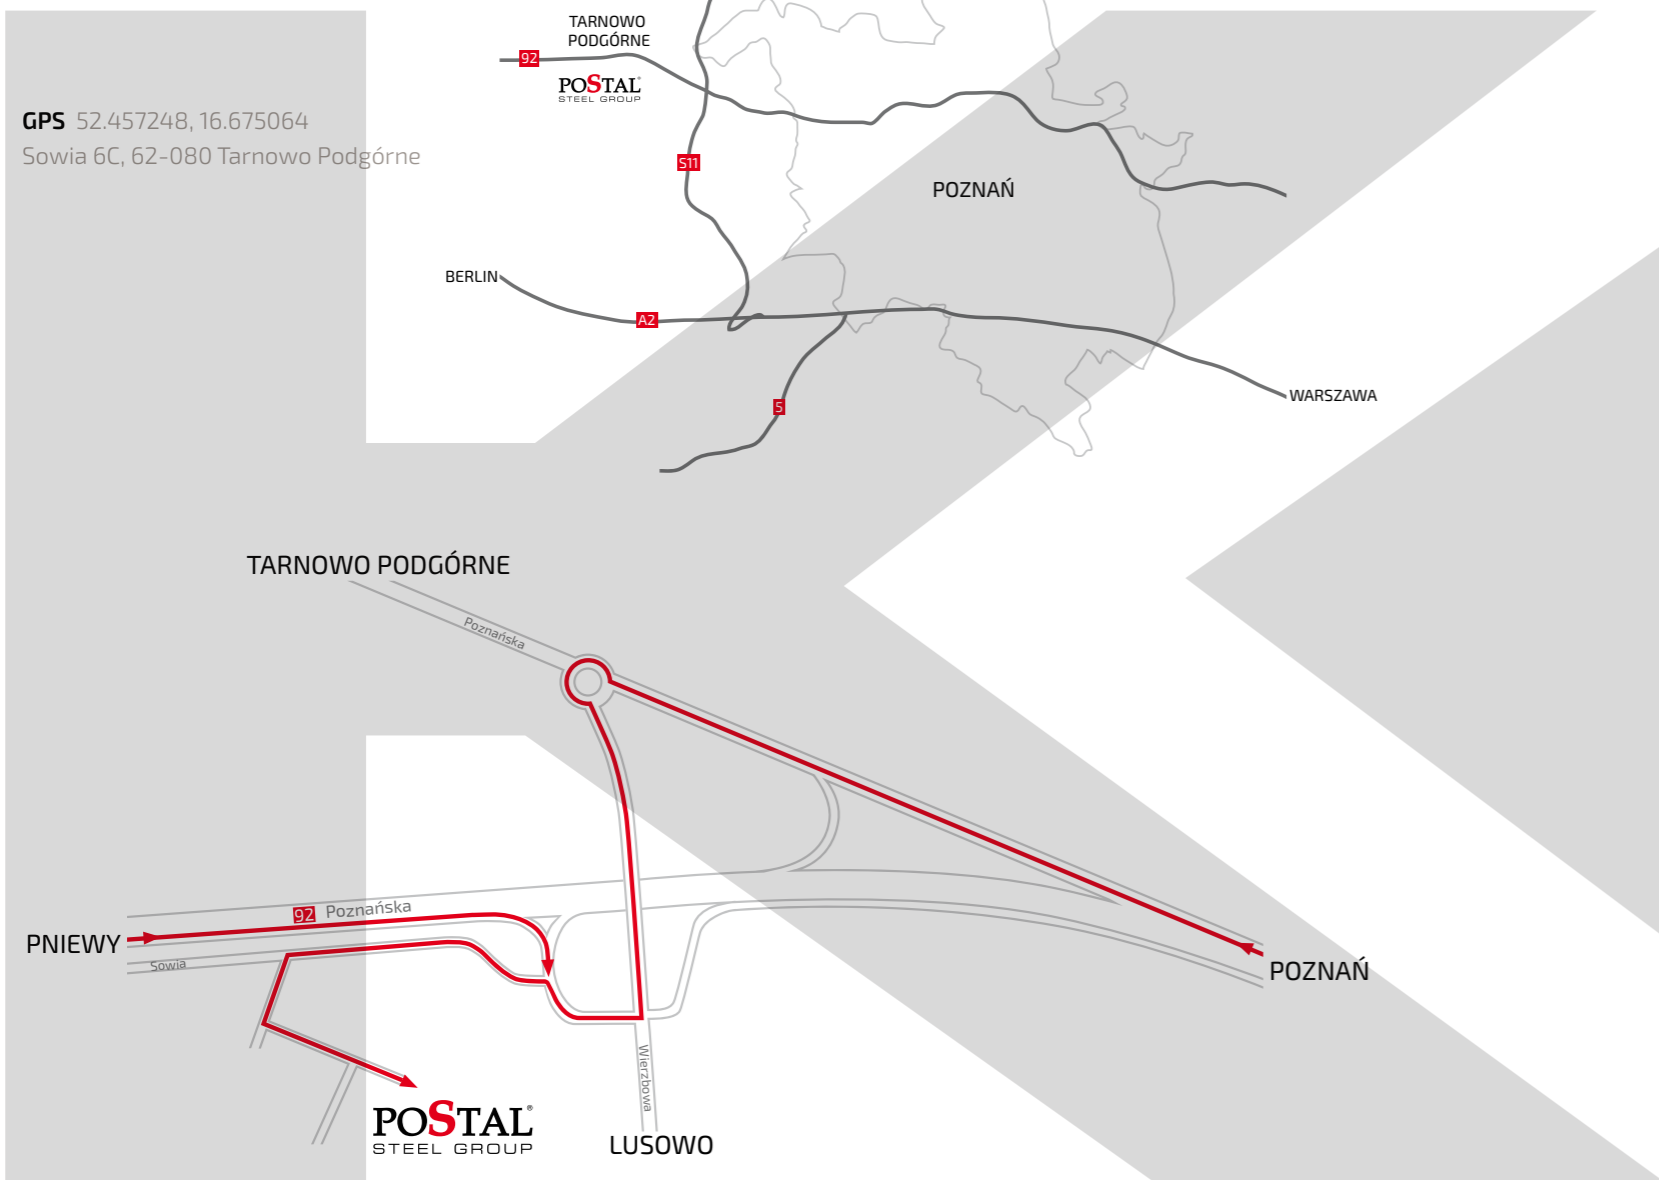 TARNOWO
PODGÓRNE
92
POSTAL®
STEEL GROUP
GPS 52.457248, 16.675064
Sowia 6C, 62-080 Tarnowo Podgórne
S11
POZNAŃ
BERLIN
A2
WARSZAWA
5
TARNOWO PODGÓRNE
Poznańska
92 Poznańska
PNIEWY
Sowia
POZNAŃ
Wierzbowa
POSTAL®
STEEL GROUP
LUSOWO